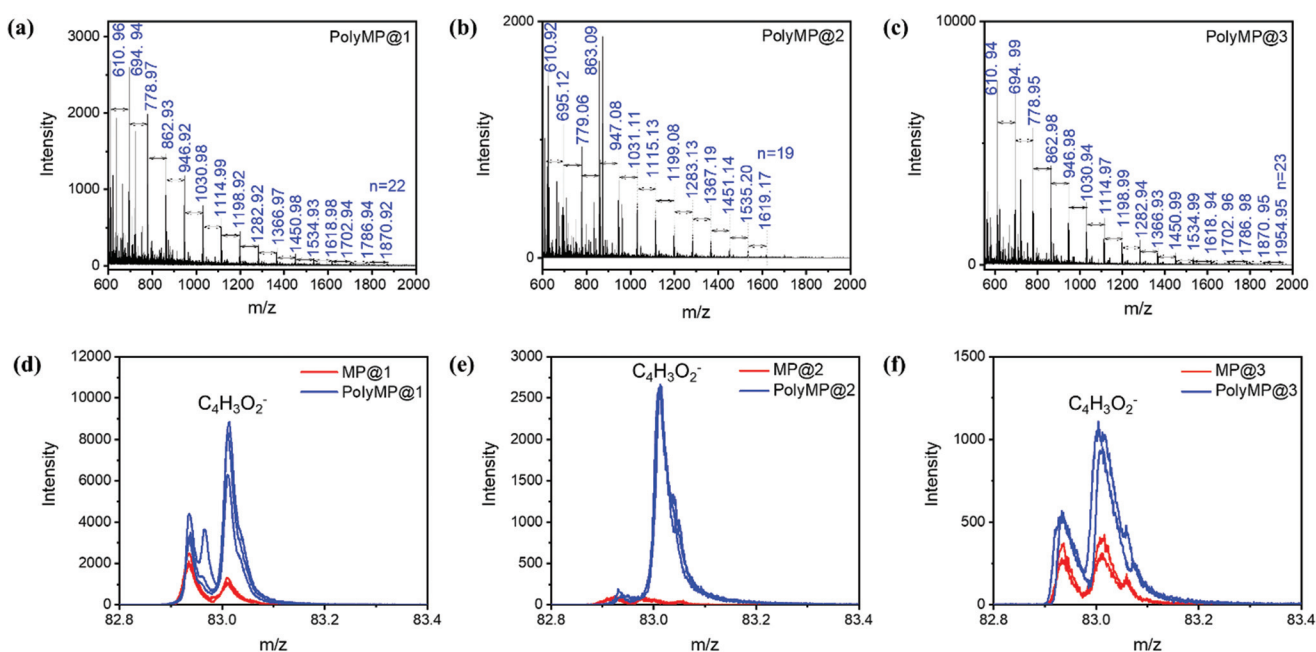 (a)
PolyMP@1
Intensity
3000
2000
1000
0
610. 96
694. 94
778.97
862.93
946.92
1030.98
1114.99
1198.92
1282.92
1366.97
1450.98
1534.93
1618.98
1702.94
1786.94
1870.92
n=22
600 800 1000 1200 1400 1600 1800 2000
m/z
(b)
PolyMP@2
Intensity
2000
0
610.92
695.12
779.06
863.09
947.08
1031.11
1115.13
1199.08
1283.13
1367.19
1451.14
1535.20
1619.17
n=19
600 800 1000 1200 1400 1600 1800 2000
m/z
(c)
PolyMP@3
Intensity
10000
5000
0
610. 94
694. 99
778.95
862.98
946.98
1030.94
1114.97
1198.99
1282.94
1366.93
1450.99
1534.99
1618. 94
1702. 96
1786. 98
1870. 95
1954.95
n=23
600 800 1000 1200 1400 1600 1800 2000
m/z
(d)
MP@1
PolyMP@1
C₄H₃O₂⁻
Intensity
12000
10000
8000
6000
4000
2000
0
82.8 83.0 83.2 83.4
m/z
(e)
MP@2
PolyMP@2
C₄H₃O₂⁻
Intensity
3000
2500
2000
1500
1000
500
0
82.8 83.0 83.2 83.4
m/z
(f)
MP@3
PolyMP@3
C₄H₃O₂⁻
Intensity
1500
1000
500
0
82.8 83.0 83.2 83.4
m/z